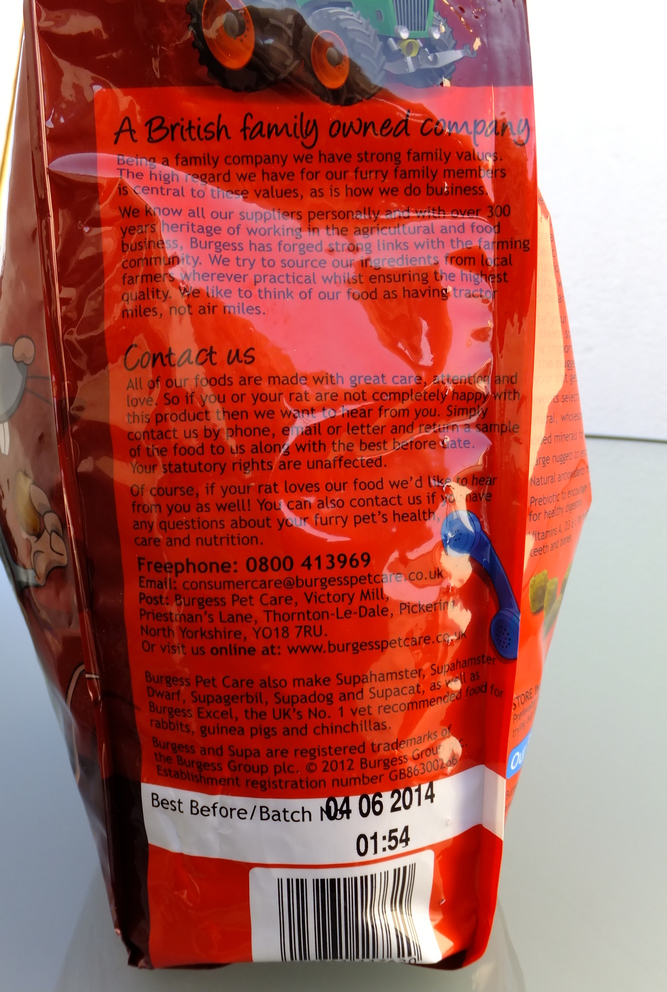 A British family owned company
Being a family company we have strong family values.
The high regard we have for our furry family members
is central to these values, as is how we do business.
We know all our suppliers personally and with over 300
years heritage of working in the agricultural and food
business, Burgess has forged strong links with the farming
community. We try to source our ingredients from local
farmers wherever practical whilst ensuring the highest
quality. We like to think of our food as having tractor
miles, not air miles.
Contact us
All of our foods are made with great care, attention and
love. So if you or your rat are not completely happy with
this product then we want to hear from you. Simply
contact us by phone, email or letter and return a sample
of the food to us along with the best before date.
Your statutory rights are unaffected.
Of course, if your rat loves our food we'd like to hear
from you as well! You can also contact us if you have
any questions about your furry pet's health,
care and nutrition.
Freephone: 0800 413969
Email: consumercare@burgesspetcare.co.uk
Post: Burgess Pet Care, Victory Mill,
Priestman's Lane, Thornton-Le-Dale, Pickering
North Yorkshire, YO18 7RU.
Or visit us online at: www.burgesspetcare.co.uk
Burgess Pet Care also make Supahamster, Supahamster
Dwarf, Supagerbil, Supadog and Supacat, as well as
Burgess Excel, the UK's No. 1 vet recommended food for
rabbits, guinea pigs and chinchillas.
Burgess and Supa are registered trademarks of
the Burgess Group plc. © 2012 Burgess Group
Establishment registration number
Best Before/Batch No. 04 06 2014
01:54
Natural
Prebiotic to
for healthy
Vitamins A, D3
teeth and bones
STORE